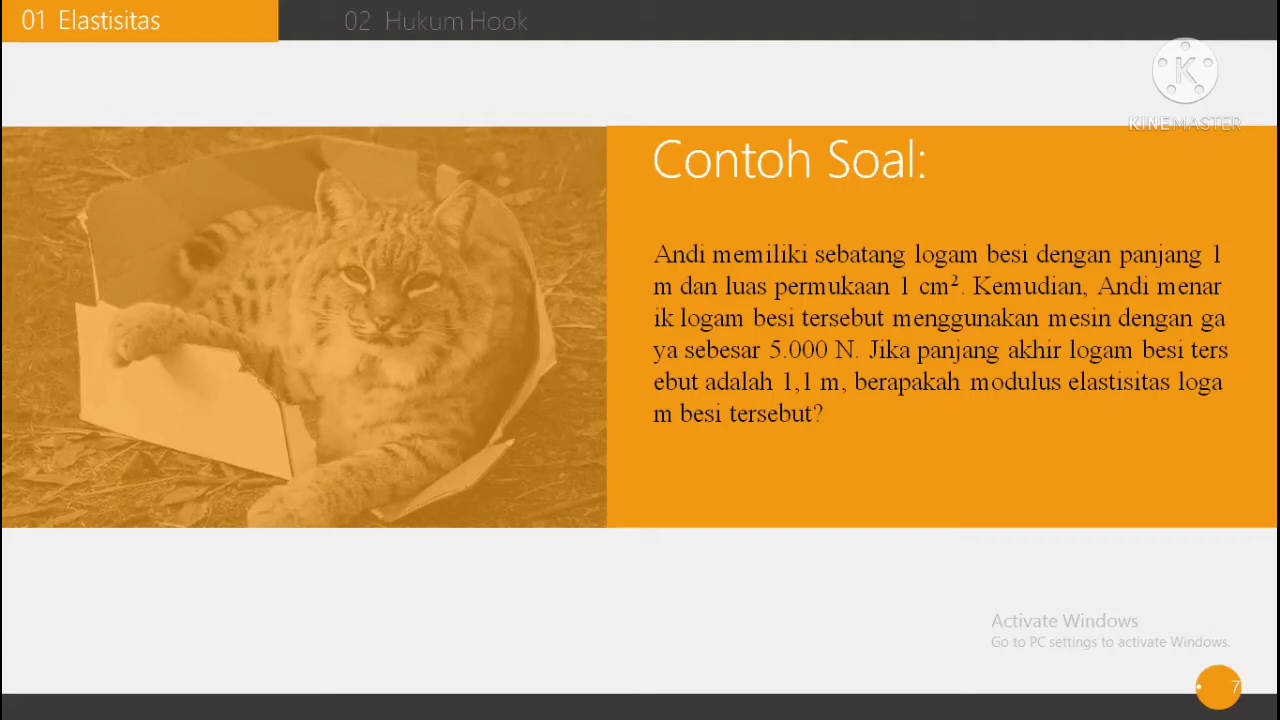 01 Elastisitas
02 Hukum Hook
K
KINEMASTER
Contoh Soal:
Andi memiliki sebatang logam besi dengan panjang 1
m dan luas permukaan 1 cm². Kemudian, Andi menar
ik logam besi tersebut menggunakan mesin dengan ga
ya sebesar 5.000 N. Jika panjang akhir logam besi ters
ebut adalah 1,1 m, berapakah modulus elastisitas loga
m besi tersebut?
Activate Windows
Go to PC settings to activate Windows.
7